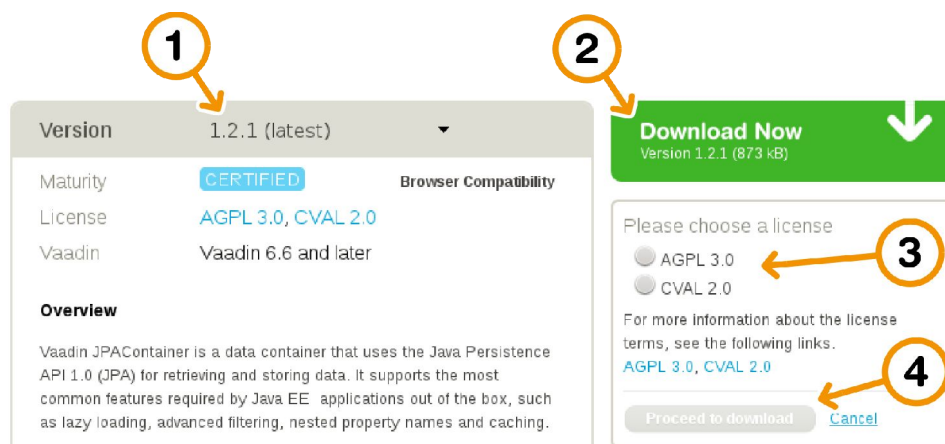 1
2
Version 1.2.1 (latest)
Maturity CERTIFIED Browser Compatibility
License AGPL 3.0, CVAL 2.0
Vaadin Vaadin 6.6 and later
Overview
Vaadin JPAContainer is a data container that uses the Java Persistence
API 1.0 (JPA) for retrieving and storing data. It supports the most
common features required by Java EE applications out of the box, such
as lazy loading, advanced filtering, nested property names and caching.
Download Now
Version 1.2.1 (873 kB)
Please choose a license
3
AGPL 3.0
CVAL 2.0
For more information about the license
terms, see the following links.
AGPL 3.0, CVAL 2.0
4
Proceed to download Cancel